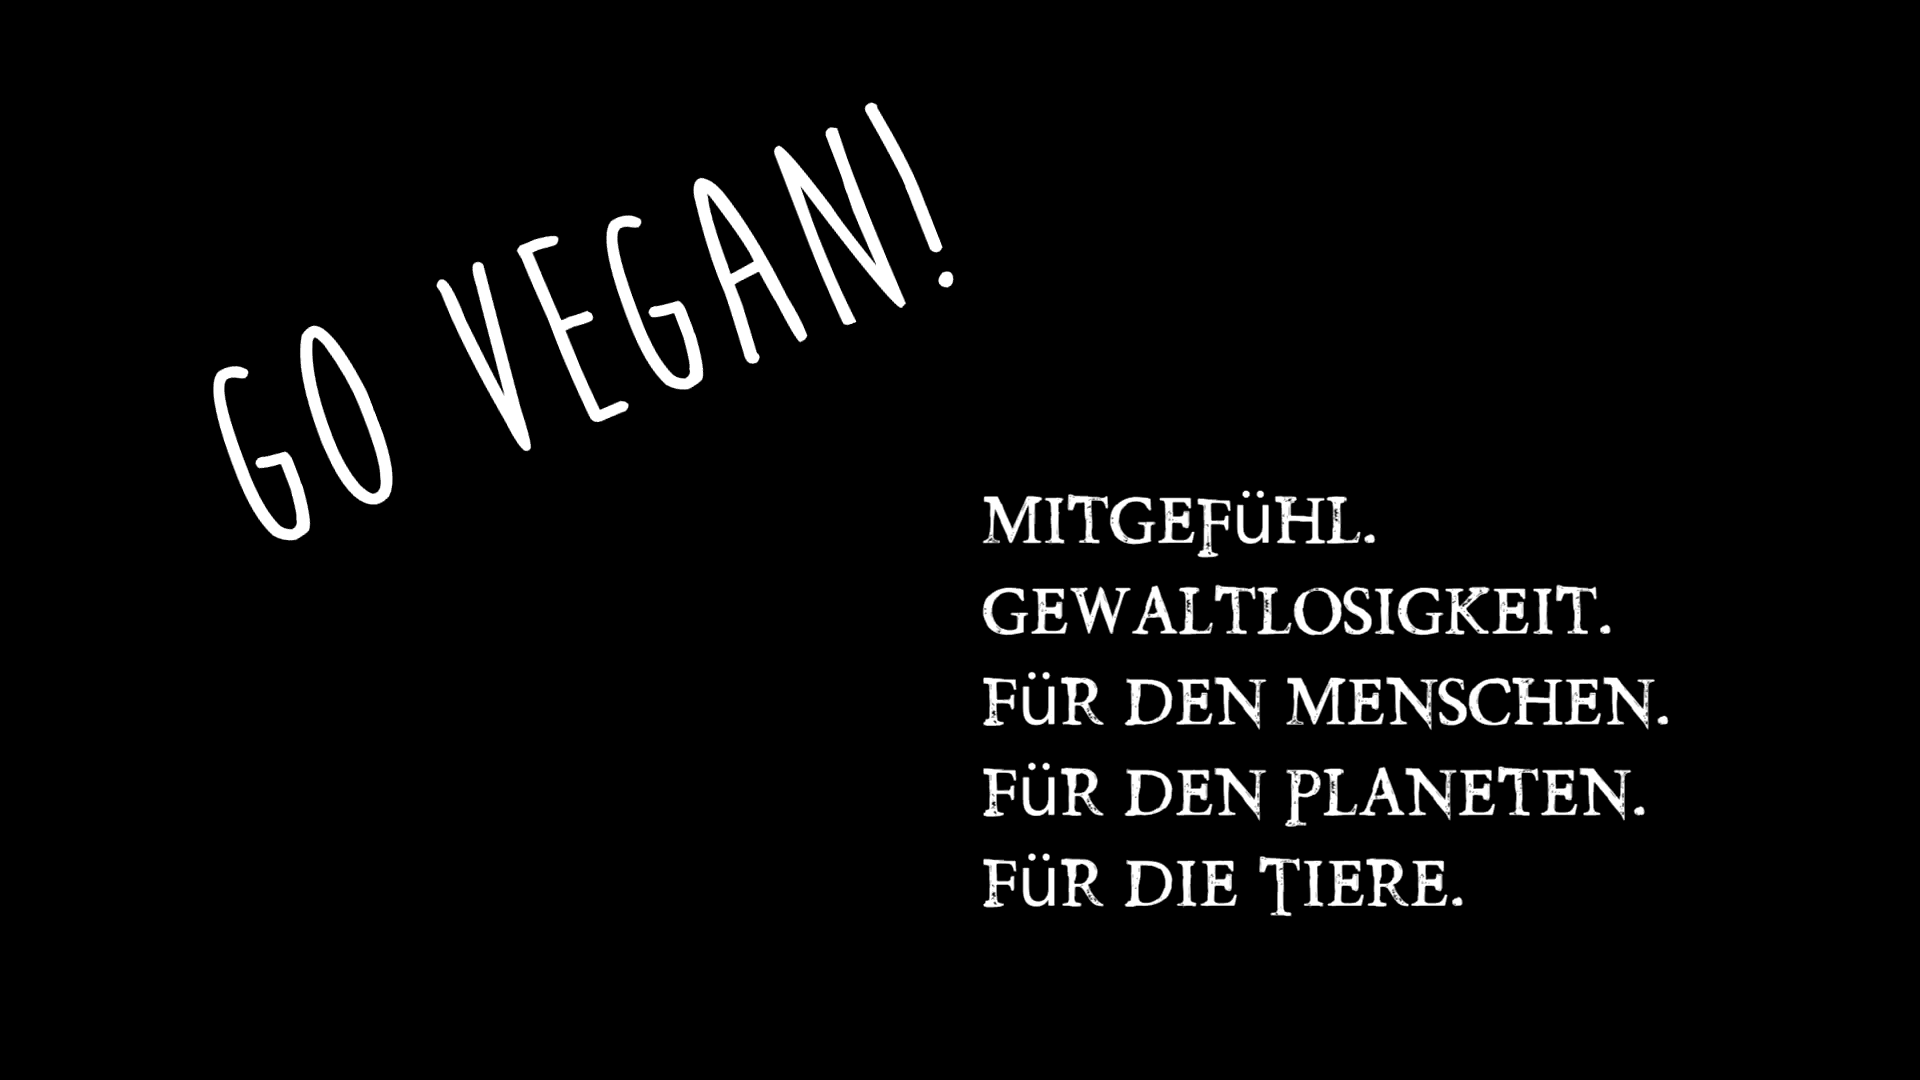 GO VEGAN!
MITGEFüHL.
GEWALTLOSIGKEIT.
FüR DEN MENSCHEN.
FüR DEN PLANETEN.
FüR DIE TIERE.